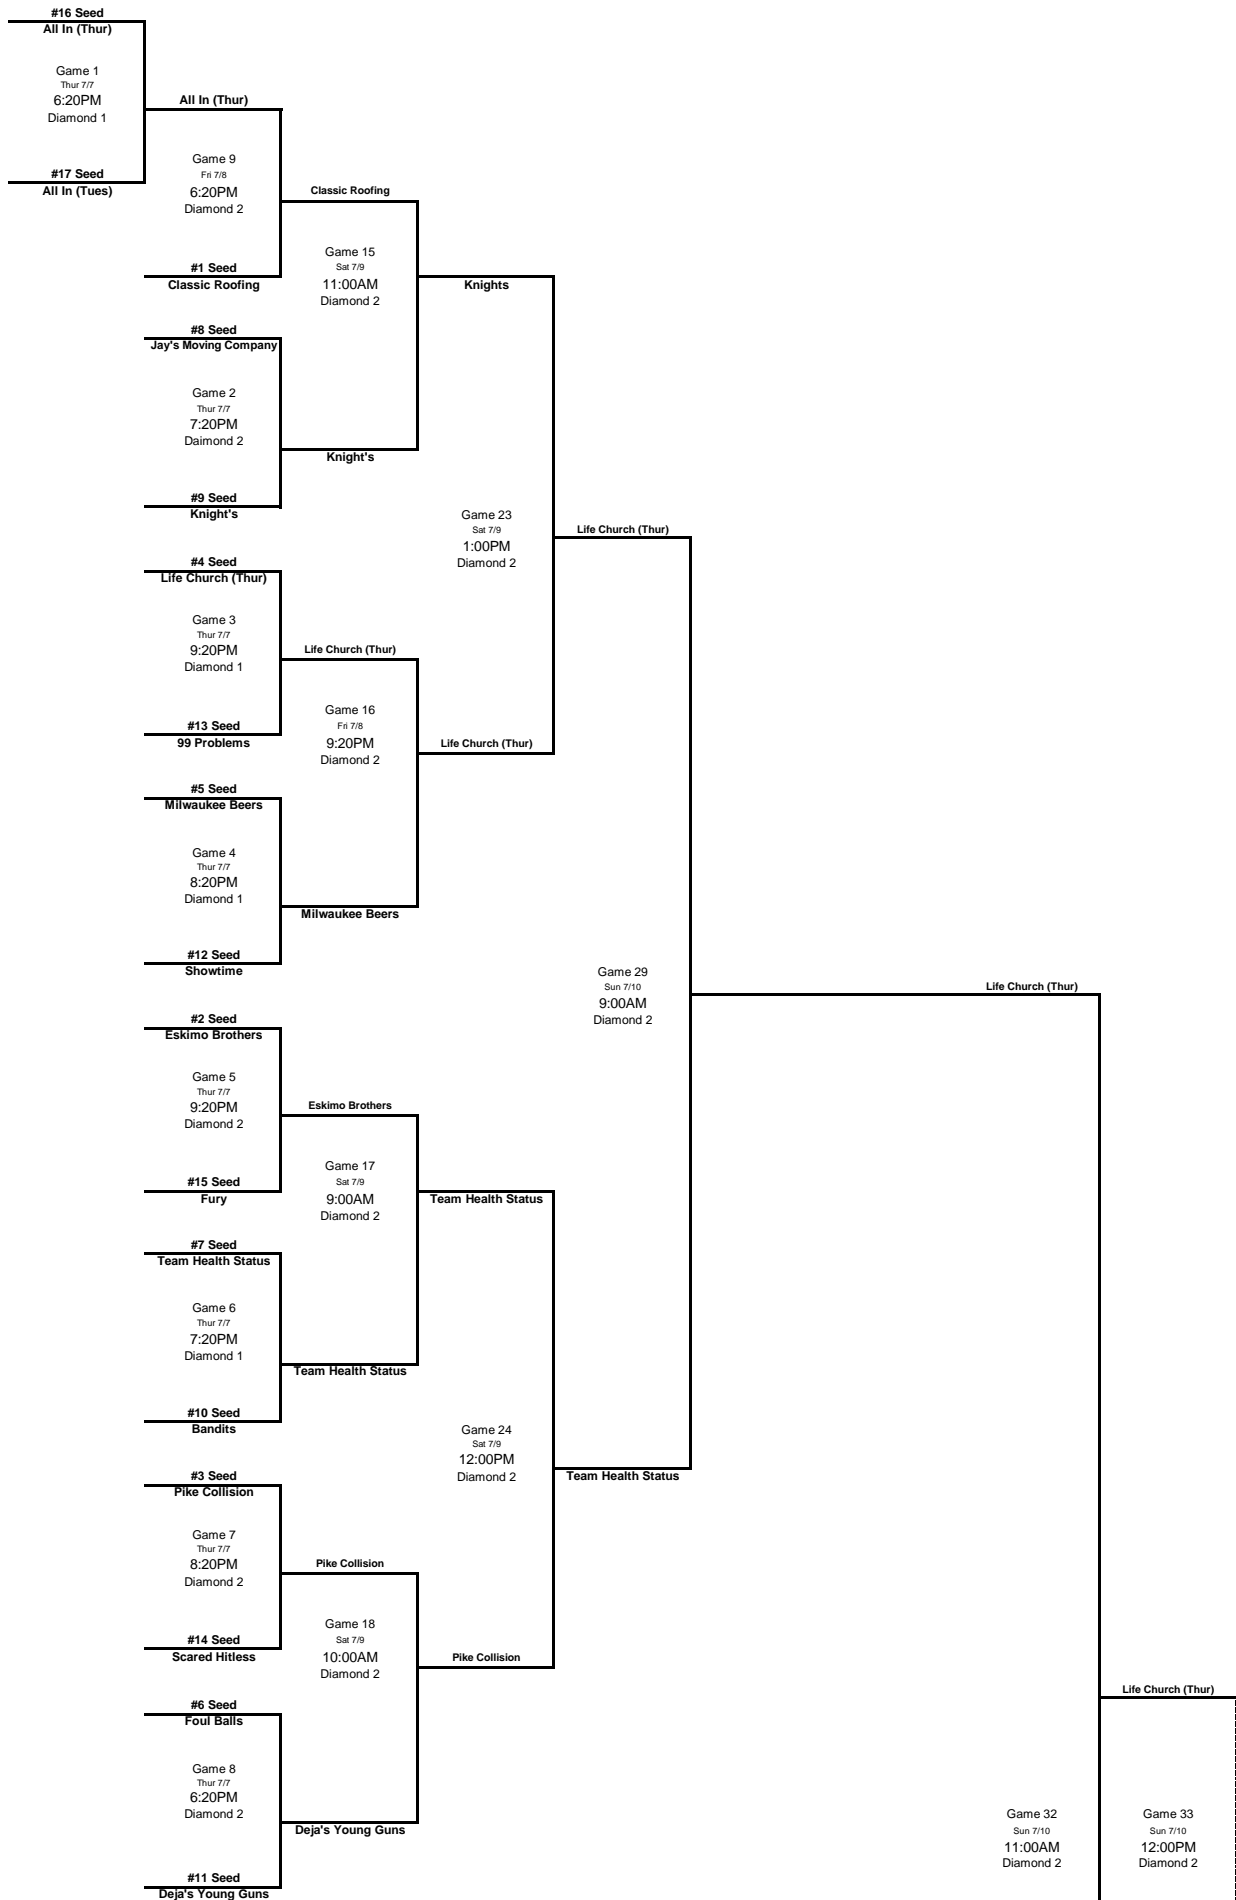 #16 Seed
All In (Thur)
Game 1
Thur 7/7
6:20PM
Diamond 1
All In (Thur)
Game 9
Fri 7/8
6:20PM
Diamond 2
#17 Seed
All In (Tues)
Classic Roofing
Game 15
Sat 7/9
11:00AM
Diamond 2
#1 Seed
Classic Roofing
Knights
#8 Seed
Jay's Moving Company
Game 2
Thur 7/7
7:20PM
Daimond 2
Knight's
#9 Seed
Knight's
Game 23
Sat 7/9
1:00PM
Diamond 2
Life Church (Thur)
#4 Seed
Life Church (Thur)
Game 3
Thur 7/7
9:20PM
Diamond 1
Life Church (Thur)
#13 Seed
99 Problems
Game 16
Fri 7/8
9:20PM
Diamond 2
Life Church (Thur)
#5 Seed
Milwaukee Beers
Game 4
Thur 7/7
8:20PM
Diamond 1
Milwaukee Beers
#12 Seed
Showtime
Game 29
Sun 7/10
9:00AM
Diamond 2
Life Church (Thur)
#2 Seed
Eskimo Brothers
Game 5
Thur 7/7
9:20PM
Diamond 2
Eskimo Brothers
#15 Seed
Fury
Game 17
Sat 7/9
9:00AM
Diamond 2
Team Health Status
#7 Seed
Team Health Status
Game 6
Thur 7/7
7:20PM
Diamond 1
Team Health Status
#10 Seed
Bandits
Game 24
Sat 7/9
12:00PM
Diamond 2
Team Health Status
#3 Seed
Pike Collision
Game 7
Thur 7/7
8:20PM
Diamond 2
Pike Collision
#14 Seed
Scared Hitless
Game 18
Sat 7/9
10:00AM
Diamond 2
Pike Collision
Life Church (Thur)
#6 Seed
Foul Balls
Game 8
Thur 7/7
6:20PM
Diamond 2
Deja's Young Guns
Game 32
Sun 7/10
11:00AM
Diamond 2
Game 33
Sun 7/10
12:00PM
Diamond 2
#11 Seed
Deja's Young Guns